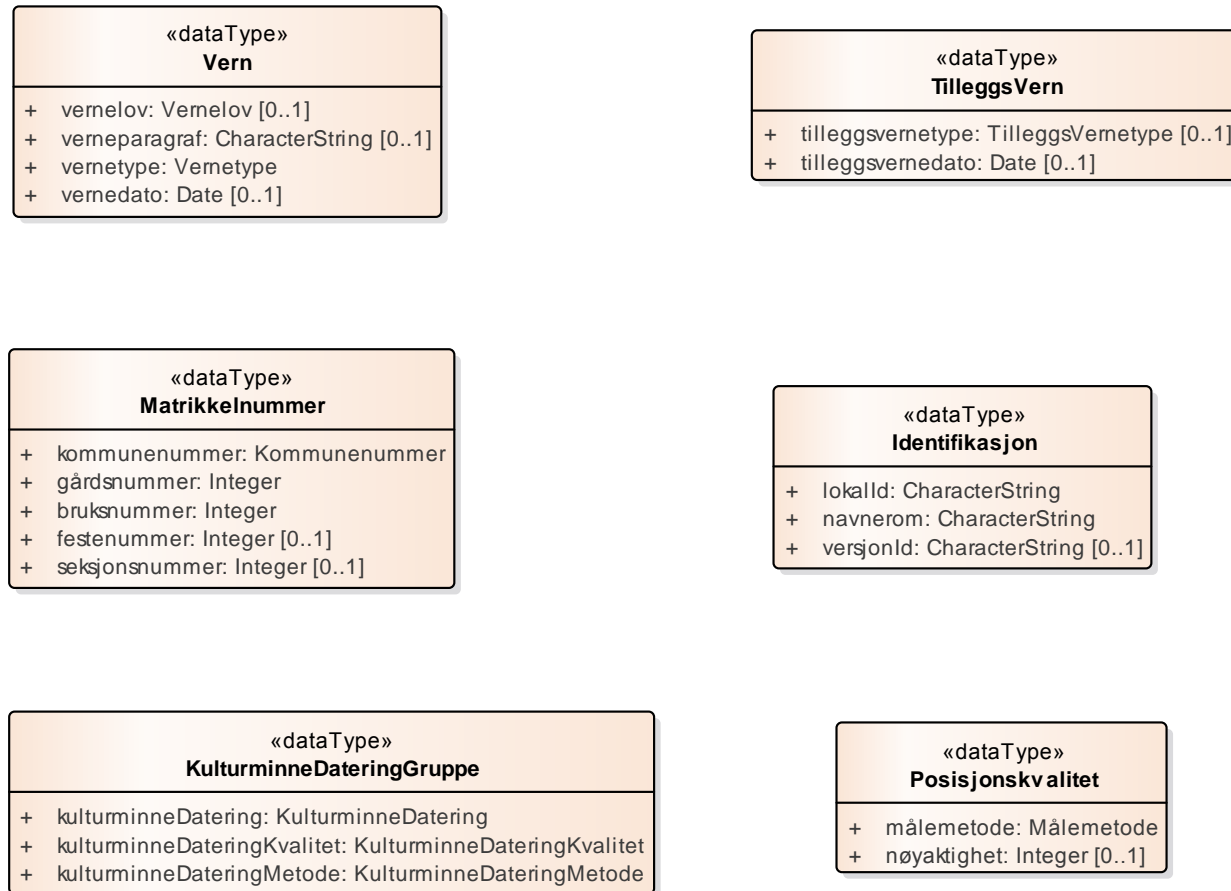 «dataType»
Vern
+ vernelov: Vernelov [0..1]
+ verneparagraf: CharacterString [0..1]
+ vernetype: Vernetype
+ vernedato: Date [0..1]
«dataType»
TilleggsVern
+ tilleggsvernetype: TilleggsVernetype [0..1]
+ tilleggsvernedato: Date [0..1]
«dataType»
Matrikkelnummer
+ kommunenummer: Kommunenummer
+ gårdsnummer: Integer
+ bruksnummer: Integer
+ festenummer: Integer [0..1]
+ seksjonsnummer: Integer [0..1]
«dataType»
Identifikasjon
+ lokalId: CharacterString
+ navnerom: CharacterString
+ versjonId: CharacterString [0..1]
«dataType»
KulturminneDateringGruppe
+ kulturminneDatering: KulturminneDatering
+ kulturminneDateringKvalitet: KulturminneDateringKvalitet
+ kulturminneDateringMetode: KulturminneDateringMetode
«dataType»
Posisjonskvalitet
+ målemetode: Målemetode
+ nøyaktighet: Integer [0..1]